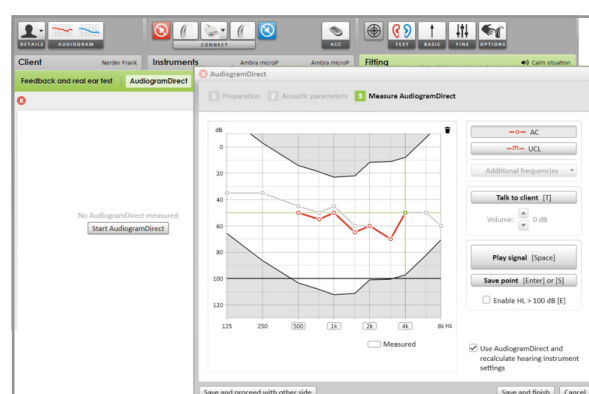 DETAILS AUDIOGRAM CONNECT ACC TEST BASIC FINE OPTIONS
Client Nerder Frank Instruments Ambra microP Ambra microP Fitting Calm situation
Feedback and real ear test AudiogramDirect
AudiogramDirect
1 Preparation 2 Acoustic parameters 3 Measure AudiogramDirect
No AudiogramDirect measured
Start AudiogramDirect
dB
0
20
40
60
80
100
120
125 250 500 1k 2k 4k 8k Hz
Measured
AC
UCL
Additional frequencies
Talk to client [T]
Volume: 0 dB
Play signal [Space]
Save point [Enter] or [S]
Enable HL > 100 dB [E]
Use AudiogramDirect and
recalculate hearing instrument
settings
Save and proceed with other side Save and finish Cancel